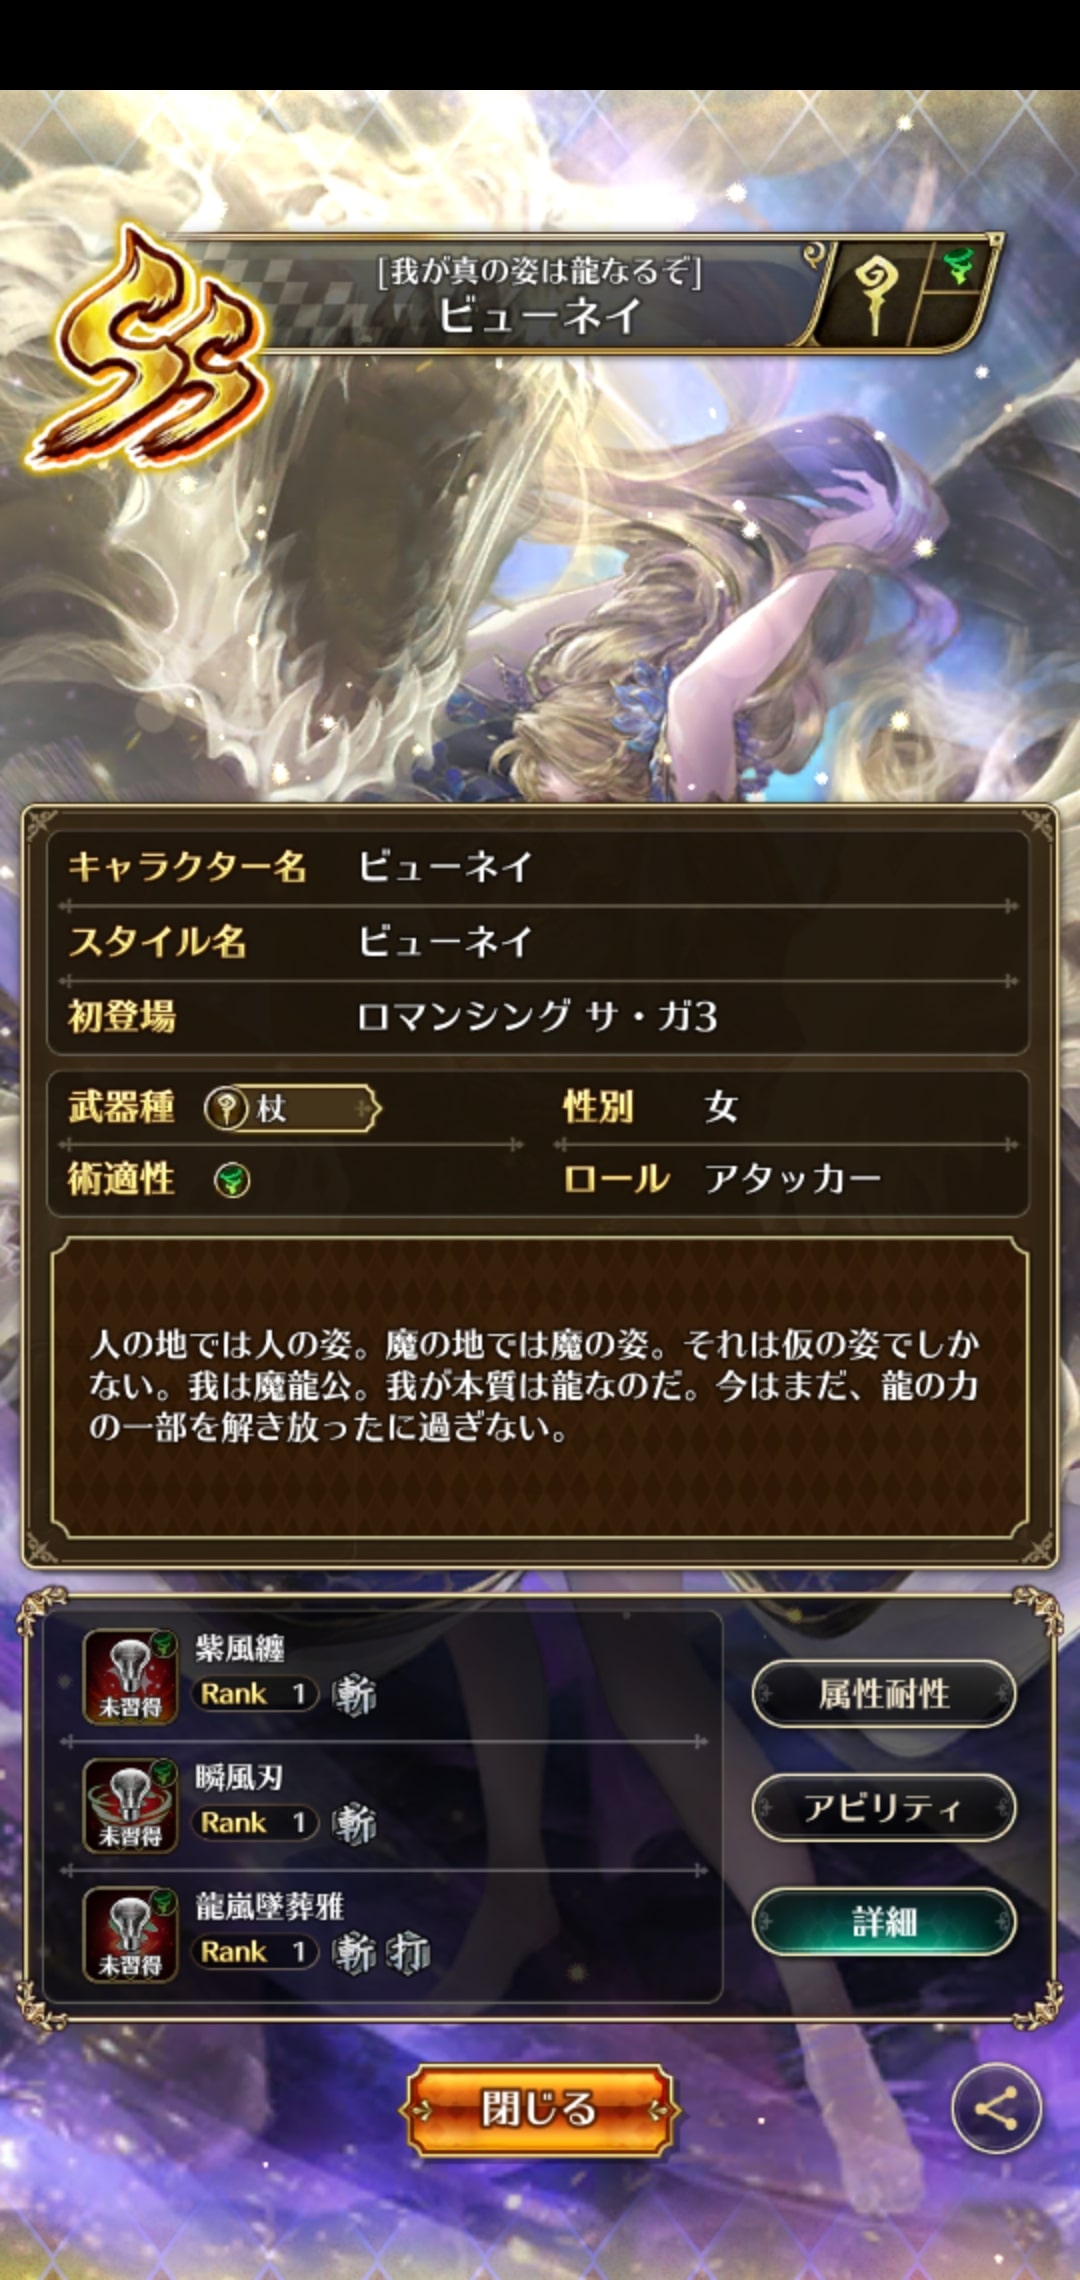 SS
[我が真の姿は龍なるぞ]
ビューネイ
キャラクター名 ビューネイ
スタイル名 ビューネイ
初登場 ロマンシング サ・ガ3
武器種 杖 性別 女
術適性 ロール アタッカー
人の地では人の姿。魔の地では魔の姿。それは仮の姿でしか
ない。我は魔龍公。我が本質は龍なのだ。今はまだ、龍の力
の一部を解き放ったに過ぎない。
紫風纏
未習得 Rank 1 斬
属性耐性
瞬風刃
未習得 Rank 1 斬
アビリティ
龍嵐墜葬雅
未習得 Rank 1 斬 打
詳細
閉じる